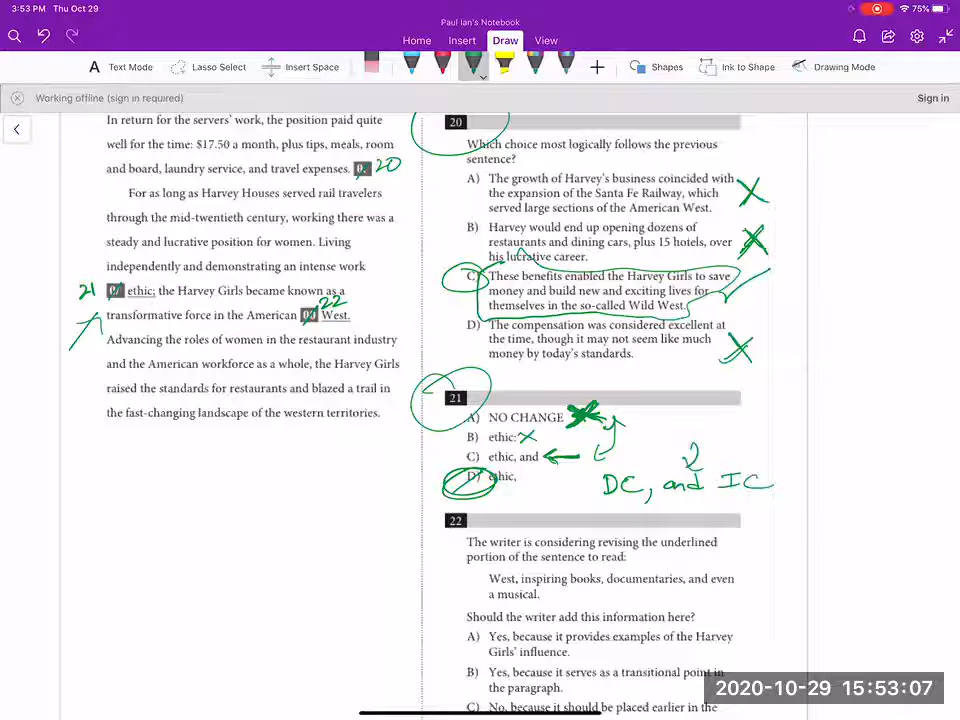 3:53 PM Thu Oct 29
75%
Paul Ian's Notebook
Home Insert Draw View
Text Mode Lasso Select Insert Space Shapes Ink to Shape Drawing Mode
Working offline (sign in required) Sign in
In return for the servers' work, the position paid quite
well for the time: $17.50 a month, plus tips, meals, room
and board, laundry service, and travel expenses. 20
For as long as Harvey Houses served rail travelers
through the mid-twentieth century, working there was a
steady and lucrative position for women. Living
independently and demonstrating an intense work
21 ethic; the Harvey Girls became known as a
transformative force in the American 22 West.
Advancing the roles of women in the restaurant industry
and the American workforce as a whole, the Harvey Girls
raised the standards for restaurants and blazed a trail in
the fast-changing landscape of the western territories.
20
Which choice most logically follows the previous
sentence?
A) The growth of Harvey's business coincided with
the expansion of the Santa Fe Railway, which
served large sections of the American West.
B) Harvey would end up opening dozens of
restaurants and dining cars, plus 15 hotels, over
his lucrative career.
C) These benefits enabled the Harvey Girls to save
money and build new and exciting lives for
themselves in the so-called Wild West.
D) The compensation was considered excellent at
the time, though it may not seem like much
money by today's standards.
21
A) NO CHANGE
B) ethic:
C) ethic, and
D) ethic,
DC, and IC
22
The writer is considering revising the underlined
portion of the sentence to read:
West, inspiring books, documentaries, and even
a musical.
Should the writer add this information here?
A) Yes, because it provides examples of the Harvey
Girls' influence.
B) Yes, because it serves as a transitional point in
the paragraph.
C) No, because it should be placed earlier in the
2020-10-29 15:53:07